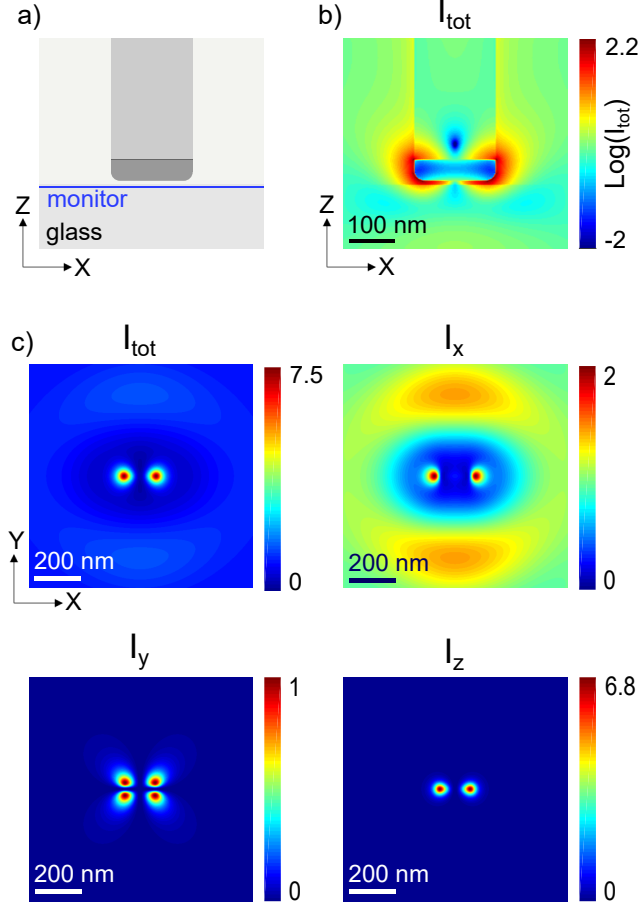 a)
monitor
glass
Z
X
b)
I_tot
2.2
Log(I_tot)
-2
100 nm
Z
X
c)
I_tot
7.5
0
200 nm
Y
X
I_x
2
0
200 nm
I_y
1
0
200 nm
I_z
6.8
0
200 nm